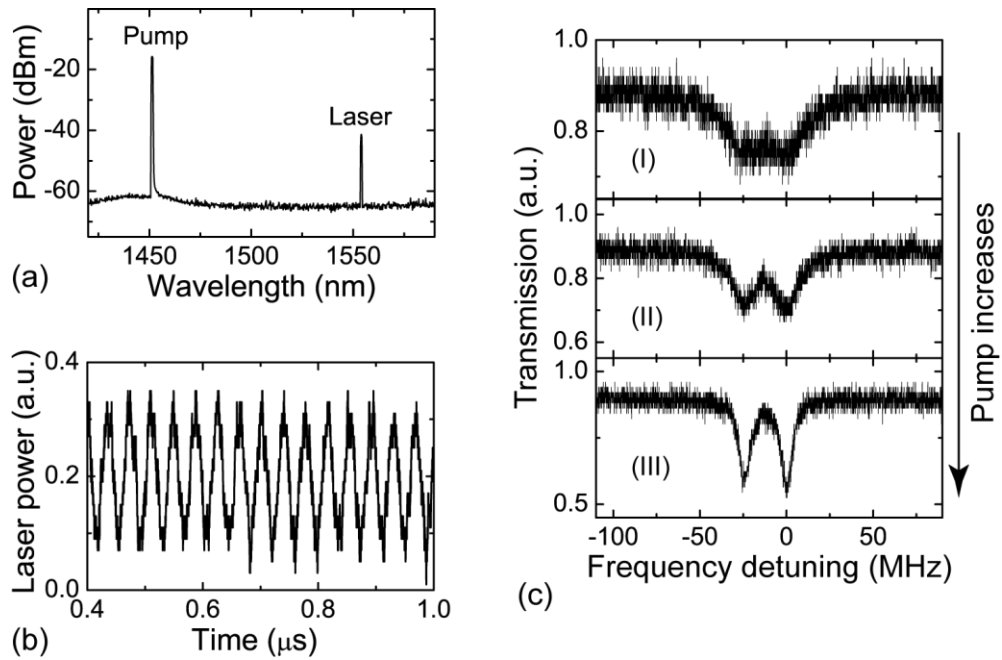 Pump
Laser
-20
-40
-60
Power (dBm)
1450
1500
1550
Wavelength (nm)
(a)
0.4
0.2
0.0
Laser power (a.u.)
0.4
0.6
0.8
1.0
Time (μs)
(b)
1.0
0.8
(I)
1.0
0.8
0.6
(II)
1.0
0.5
(III)
Transmission (a.u.)
-100
-50
0
50
Frequency detuning (MHz)
Pump increases
(c)